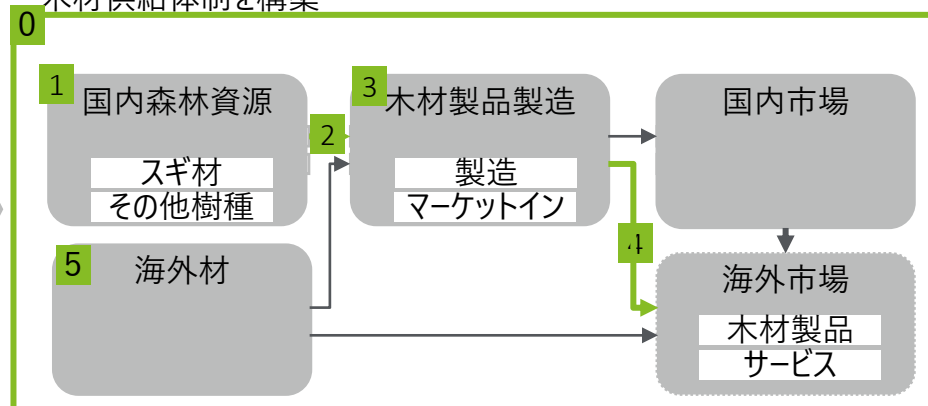 木材供給体制を構築
0
1
国内森林資源
スギ材
その他樹種
2
3
木材製品製造
製造
マーケットイン
国内市場
4
5
海外材
海外市場
木材製品
サービス